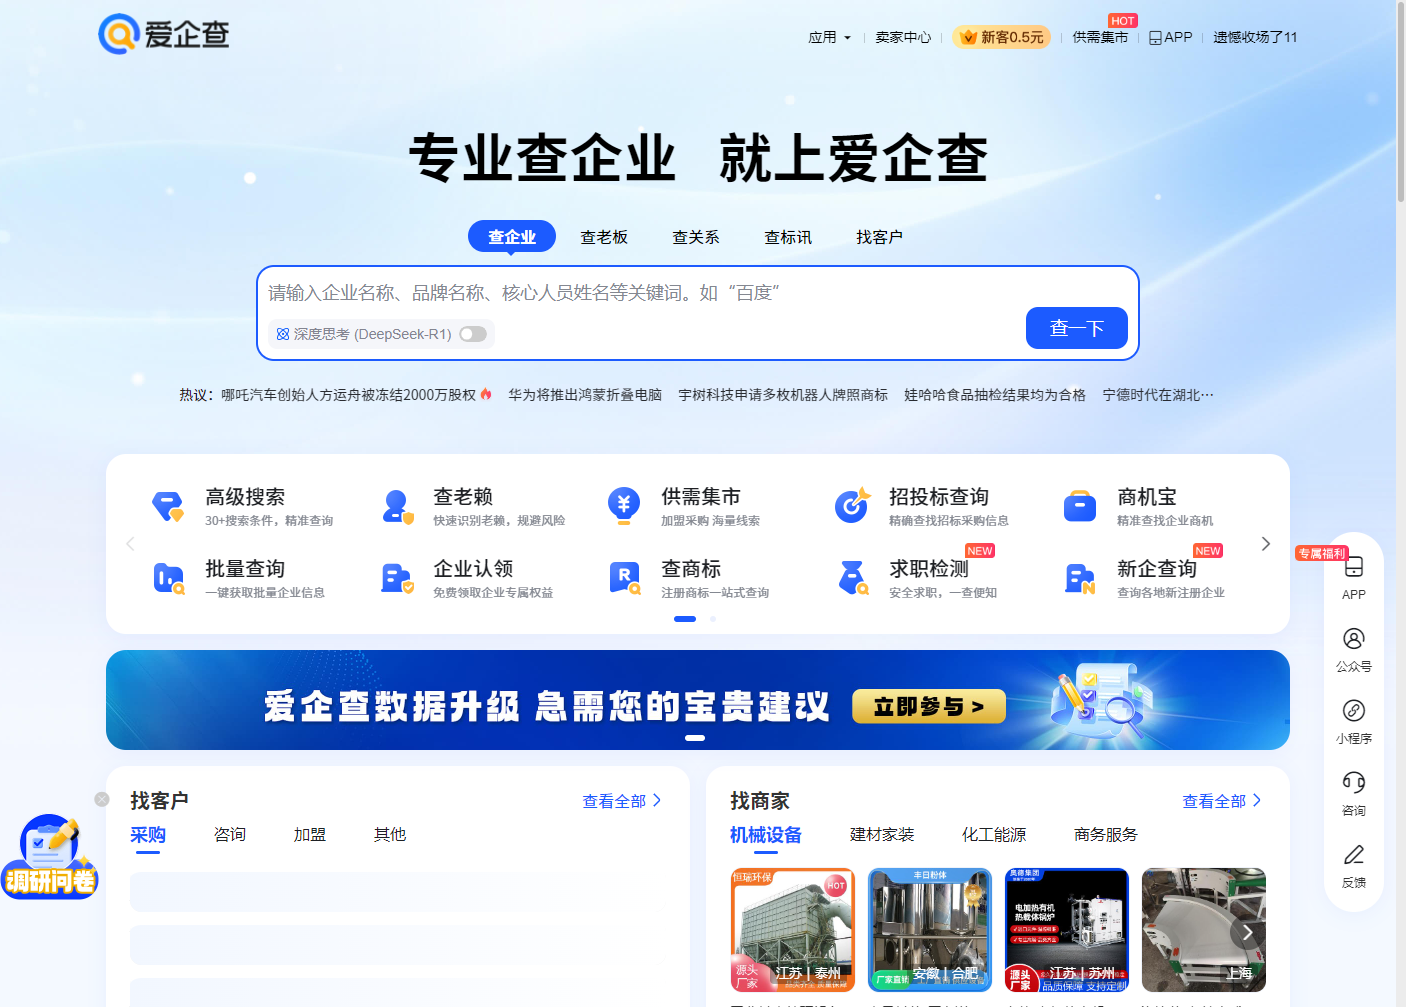 爱企查
应用
卖家中心
新客0.5元
供需集市
HOT
APP
遗憾收场了11
专业查企业 就上爱企查
查企业
查老板
查关系
查标讯
找客户
请输入企业名称、品牌名称、核心人员姓名等关键词。如“百度”
深度思考 (DeepSeek-R1)
查一下
热议：
哪吒汽车创始人方运舟被冻结2000万股权
华为将推出鸿蒙折叠电脑
宇树科技申请多枚机器人牌照商标
娃哈哈食品抽检结果均为合格
宁德时代在湖北···
高级搜索
30+搜索条件，精准查询
查老赖
快速识别老赖，规避风险
供需集市
加盟采购 海量线索
招投标查询
精确查找招标采购信息
商机宝
精准查找企业商机
批量查询
一键获取批量企业信息
企业认领
免费领取企业专属权益
查商标
注册商标一站式查询
求职检测
NEW
安全求职，一查便知
新企查询
NEW
查询各地新注册企业
爱企查数据升级 急需您的宝贵建议
立即参与 >
专属福利
APP
公众号
小程序
咨询
反馈
调研问卷
找客户
查看全部
采购
咨询
加盟
其他
找商家
查看全部
机械设备
建材家装
化工能源
商务服务
恒瑞环保
HOT
源头
厂家
江苏 | 泰州
丰日粉体
厂家直销
安徽 | 合肥
奥德集团
电加热有机
热载体锅炉
源头
厂家
江苏 | 苏州
品质保障 支持定制
上海